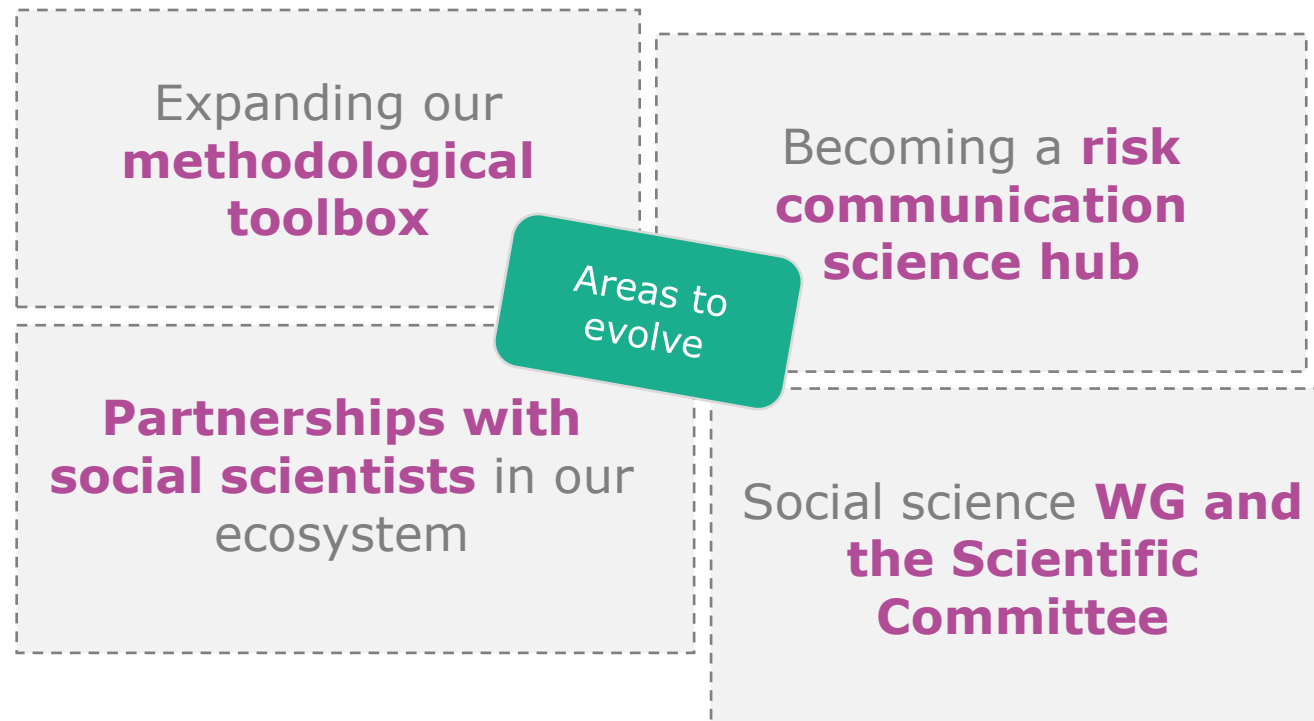 Expanding our
methodological
toolbox
Becoming a risk
communication
science hub
Areas to
evolve
Partnerships with
social scientists in our
ecosystem
Social science WG and
the Scientific
Committee